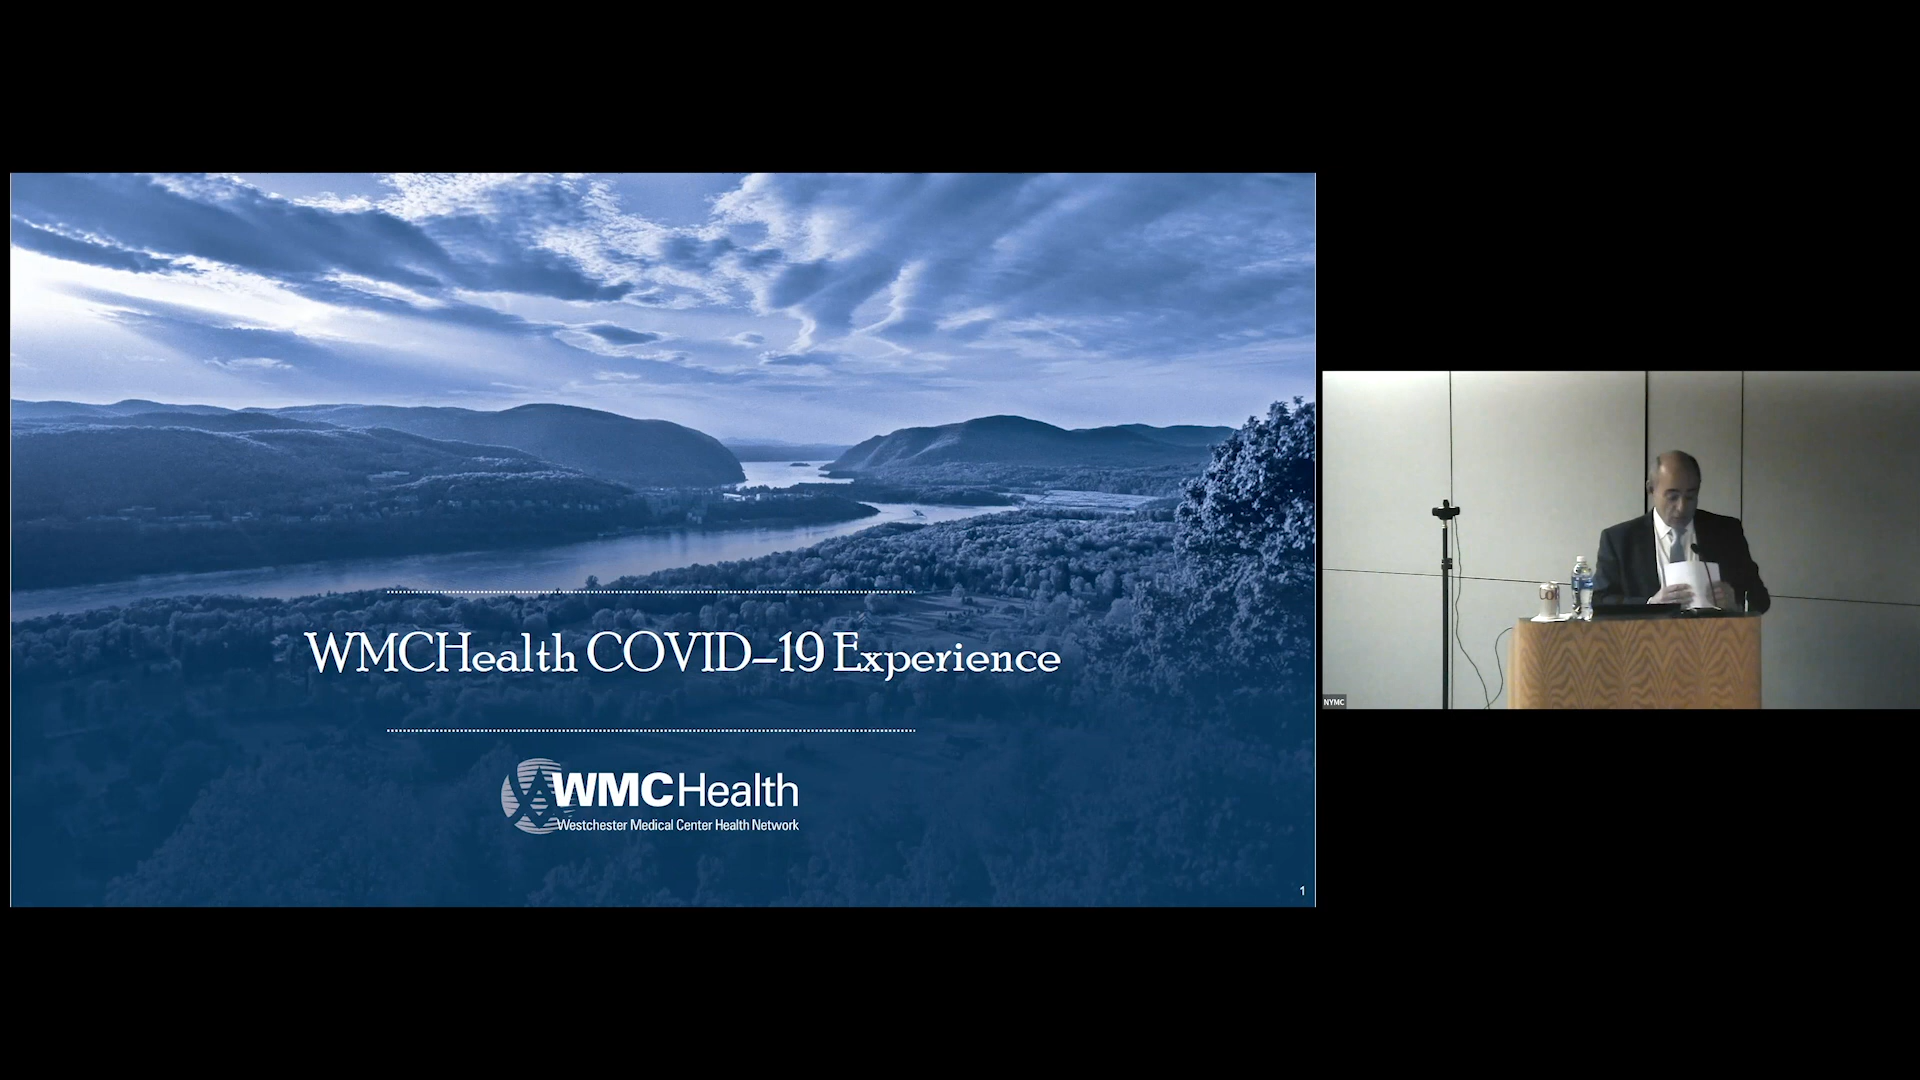 WMCHealth COVID–19 Experience
WMCHealth
Westchester Medical Center Health Network
1
NYMC